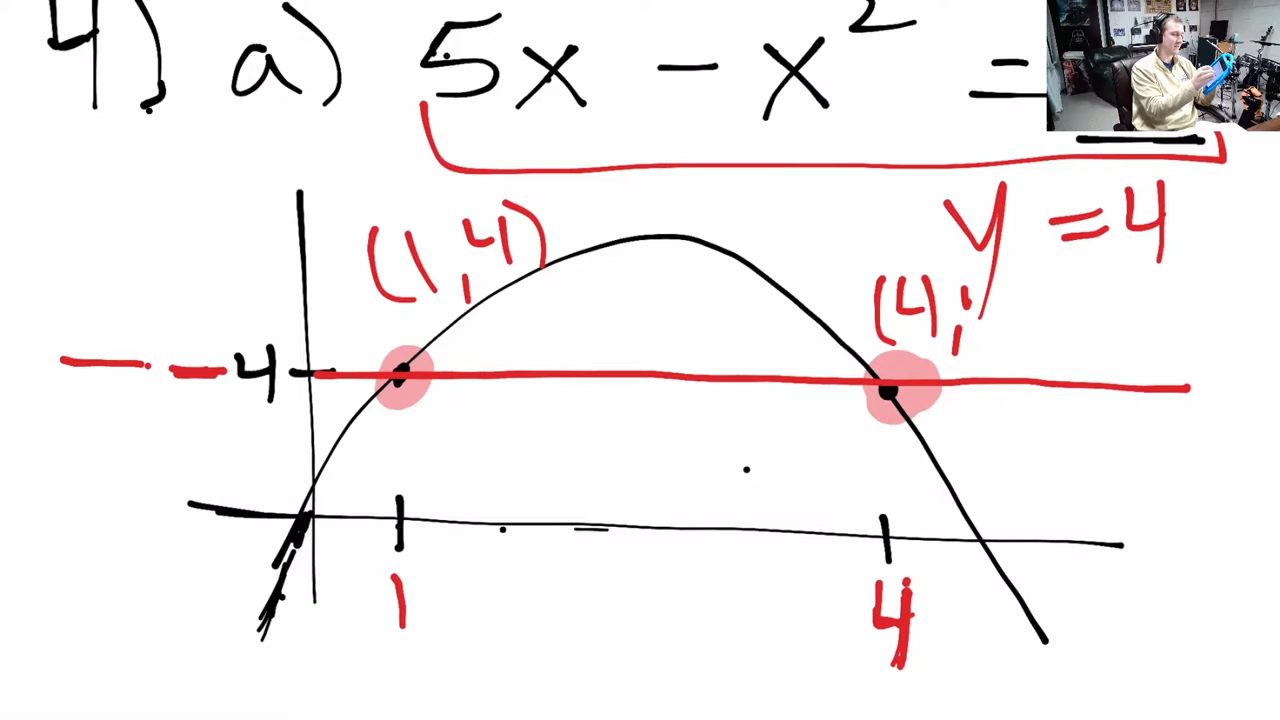 4) a) 5x - x² =
y = 4
(1,4)
(4,
4
1
4